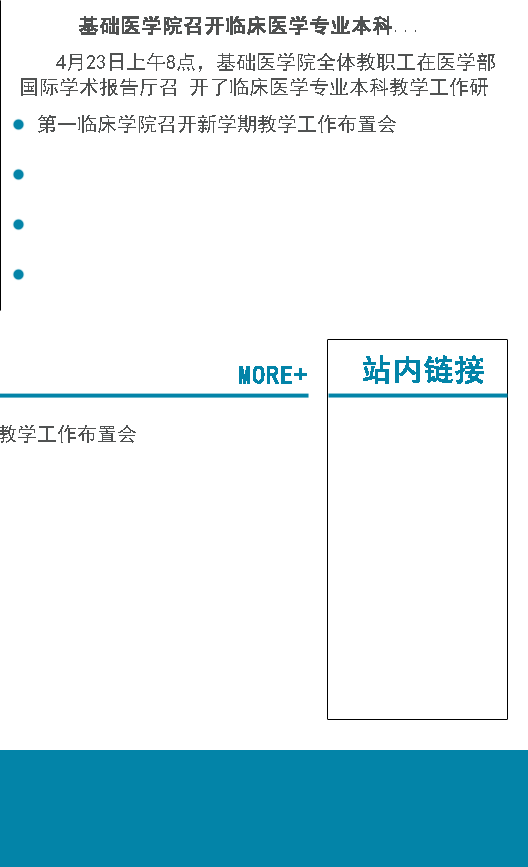 基础医学院召开临床医学专业本科...
4月23日上午8点，基础医学院全体教职工在医学部
国际学术报告厅召 开了临床医学专业本科教学工作研
第一临床学院召开新学期教学工作布置会
MORE+
站内链接
教学工作布置会